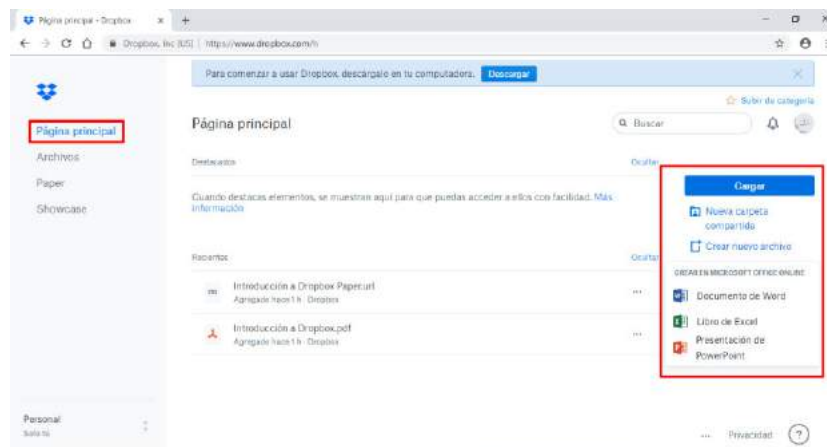 Página principal - Dropbox
Dropbox, Inc [US] | https://www.dropbox.com/h
Para comenzar a usar Dropbox, descárgalo en tu computadora. Descargar
Subir de categoría
Página principal
Archivos
Paper
Showcase
Página principal
Buscar
Destacados
Ocultar
Cuando destacas elementos, se muestran aquí para que puedas acceder a ellos con facilidad. Más
información
Recientes
Ocultar
Introducción a Dropbox Paper.url
Agregado hace 1 h · Dropbox
Introducción a Dropbox.pdf
Agregado hace 1 h · Dropbox
Cargar
Nueva carpeta
compartida
Crear nuevo archivo
CREAR EN MICROSOFT OFFICE ONLINE
Documento de Word
Libro de Excel
Presentación de
PowerPoint
Personal
Solo tú
Privacidad